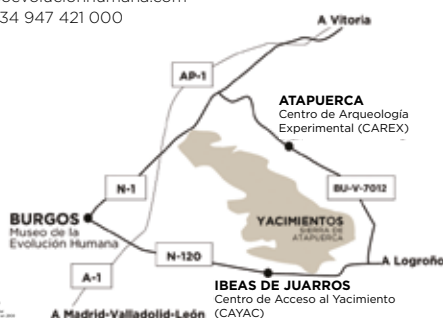 34 947 421 000
A Vitoria
AP-1
ATAPUERCA
Centro de Arqueología
Experimental (CAREX)
N-1
BU-V-7012
BURGOS
Museo de la
Evolución Humana
YACIMIENTOS
SIERRA DE
ATAPUERCA
N-120
A Logroño
A-1
IBEAS DE JUARROS
Centro de Acceso al Yacimiento
(CAYAC)
A Madrid-Valladolid-León